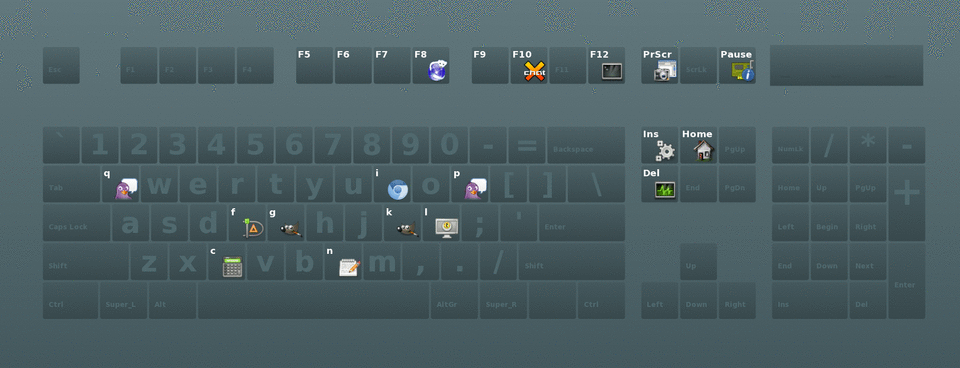 Esc F1 F2 F3 F4 F5 F6 F7 F8 F9 F10 F11 F12 PrScr ScrLk Pause
xchat
` 1 2 3 4 5 6 7 8 9 0 - = Backspace Ins Home PgUp NumLk / * -
Tab q w e r t y u i o p [ ] \ Del End PgDn Home Up PgUp +
Caps Lock a s d f g h j k l ; ' Enter Left Begin Right
Shift z x c v b n m , . / Shift Up End Down Next Enter
Ctrl Super_L Alt AltGr Super_R Ctrl Left Down Right Ins Del